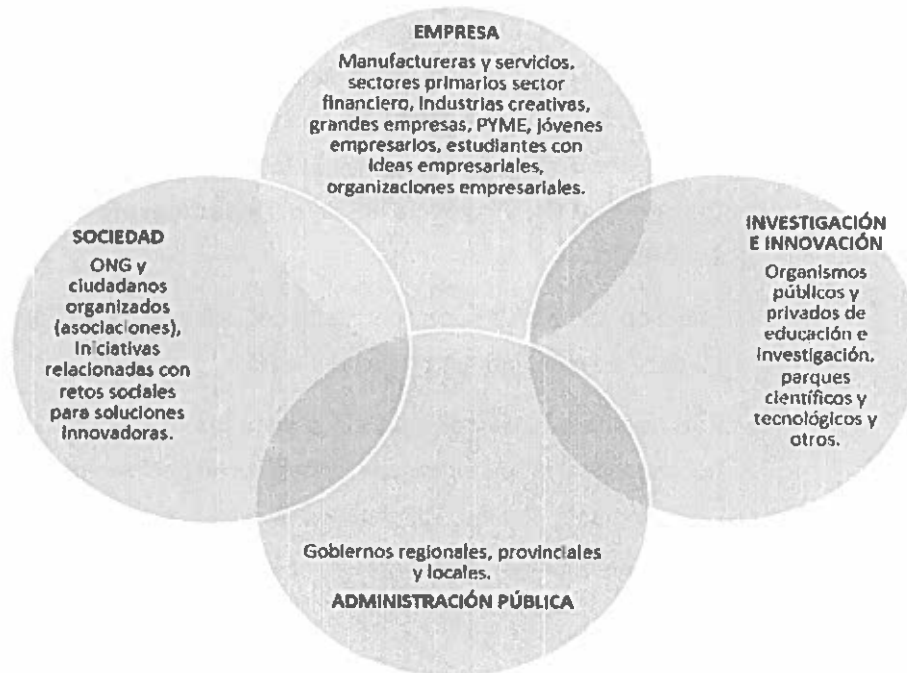 EMPRESA
Manufactureras y servicios,
sectores primarios sector
financiero, industrias creativas,
grandes empresas, PYME, jóvenes
empresarios, estudiantes con
ideas empresariales,
organizaciones empresariales.
SOCIEDAD
ONG y
ciudadanos
organizados
(asociaciones),
iniciativas
relacionadas con
retos sociales
para soluciones
innovadoras.
INVESTIGACIÓN
E INNOVACIÓN
Organismos
públicos y
privados de
educación e
investigación,
parques
científicos y
tecnológicos y
otros.
Gobiernos regionales, provinciales
y locales.
ADMINISTRACIÓN PÚBLICA